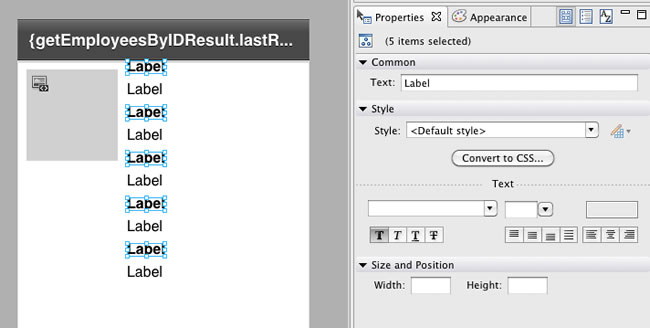 {getEmployeesByIDResult.lastR...
Label
Label
Label
Label
Label
Label
Label
Label
Label
Label
Properties Appearance
(5 items selected)
Common
Text: Label
Style
Style: <Default style>
Convert to CSS...
Text
T T T T
Size and Position
Width: Height: